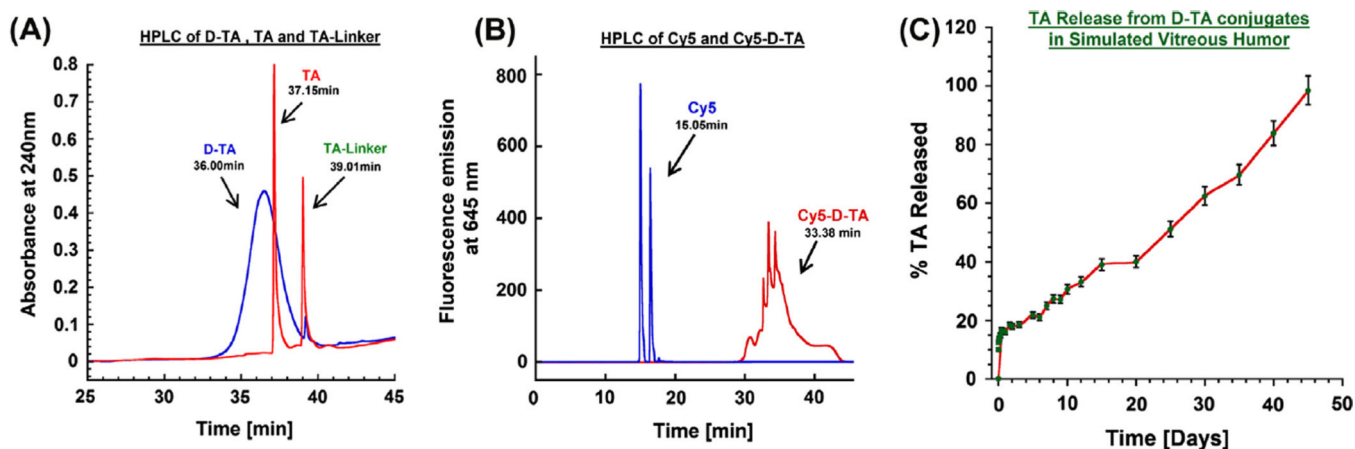 (A)
HPLC of D-TA , TA and TA-Linker
Absorbance at 240nm
0.8
0.7
0.6
0.5
0.4
0.3
0.2
0.1
0
TA
37.15min
D-TA
36.00min
TA-Linker
39.01min
25
30
35
40
45
Time [min]
(B)
HPLC of Cy5 and Cy5-D-TA
Fluorescence emission
at 645 nm
800
600
400
200
0
Cy5
15.05min
Cy5-D-TA
33.38 min
0
10
20
30
40
Time [min]
(C)
TA Release from D-TA conjugates
in Simulated Vitreous Humor
% TA Released
120
100
80
60
40
20
0
0
10
20
30
40
50
Time [Days]